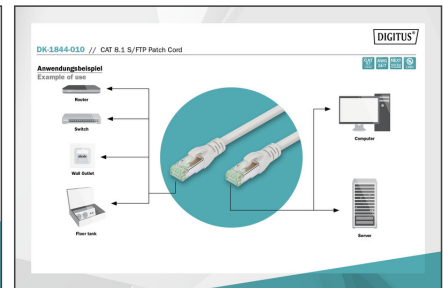 DIGITUS®
DK-1844-010 // CAT 8.1 S/FTP Patch Cord
Anwendungsbeispiel
Example of use
Router
Switch
Wall Outlet
Floor tank
Computer
Server